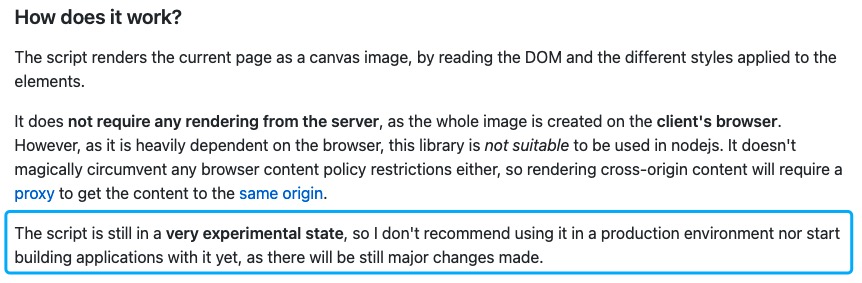 How does it work?
The script renders the current page as a canvas image, by reading the DOM and the different styles applied to the
elements.
It does not require any rendering from the server, as the whole image is created on the client's browser.
However, as it is heavily dependent on the browser, this library is not suitable to be used in nodejs. It doesn't
magically circumvent any browser content policy restrictions either, so rendering cross-origin content will require a
proxy to get the content to the same origin.
The script is still in a very experimental state, so I don't recommend using it in a production environment nor start
building applications with it yet, as there will be still major changes made.